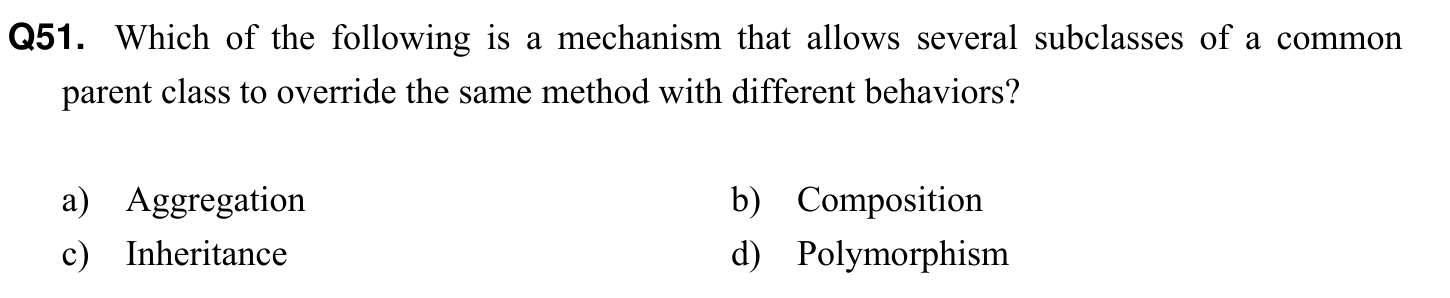 Q51. Which of the following is a mechanism that allows several subclasses of a common
parent class to override the same method with different behaviors?
a) Aggregation b) Composition
c) Inheritance d) Polymorphism